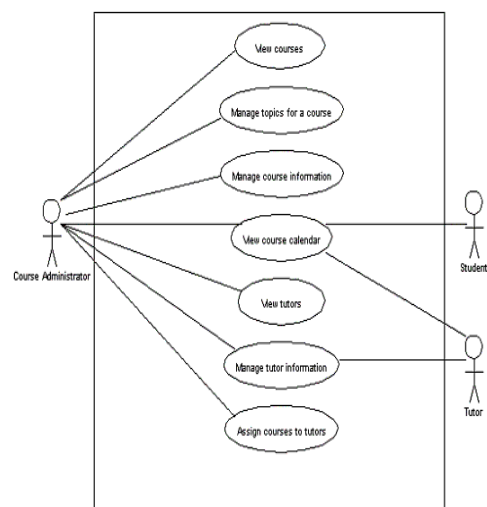 View courses
Manage topics for a course
Manage course information
View course calendar
Student
Course Administrator
View tutors
Manage tutor information
Tutor
Assign courses to tutors